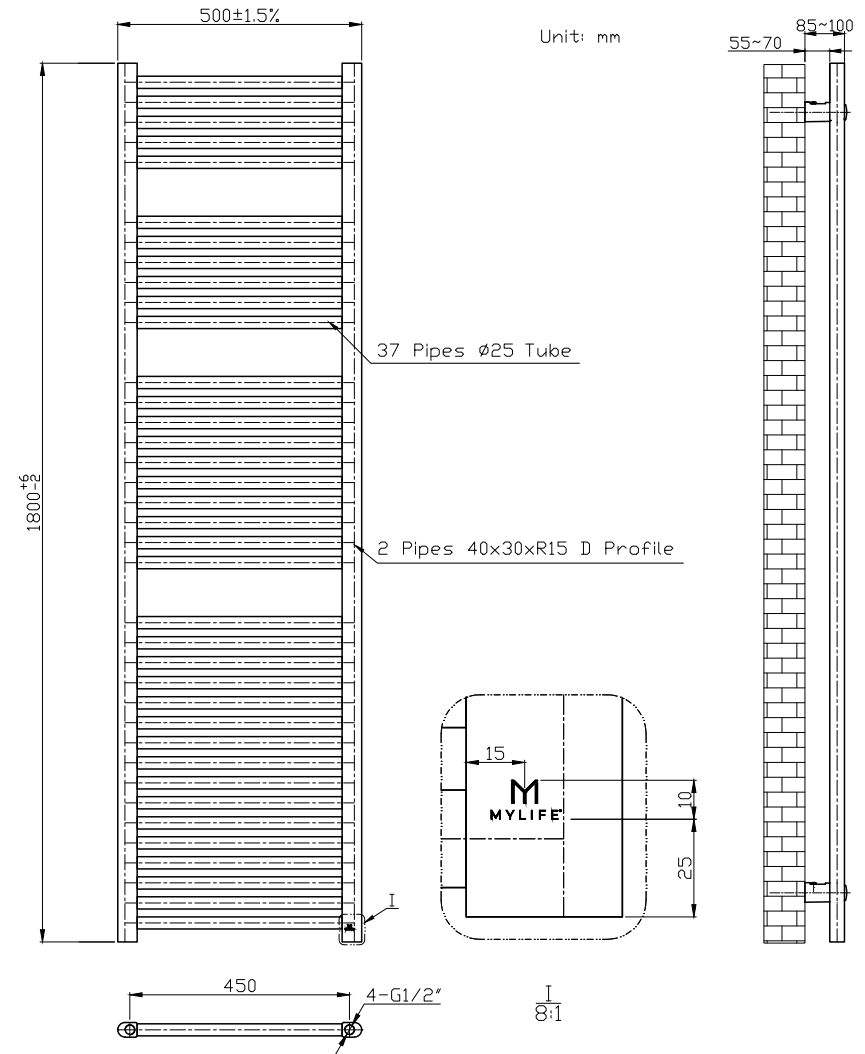 500±1.5%
Unit: mm
85~100
55~70
37 Pipes Ø25 Tube
1800+6-2
2 Pipes 40x30xR15 D Profile
15
10
MYLIFE
25
I
450
4-G1/2"
I
8:1